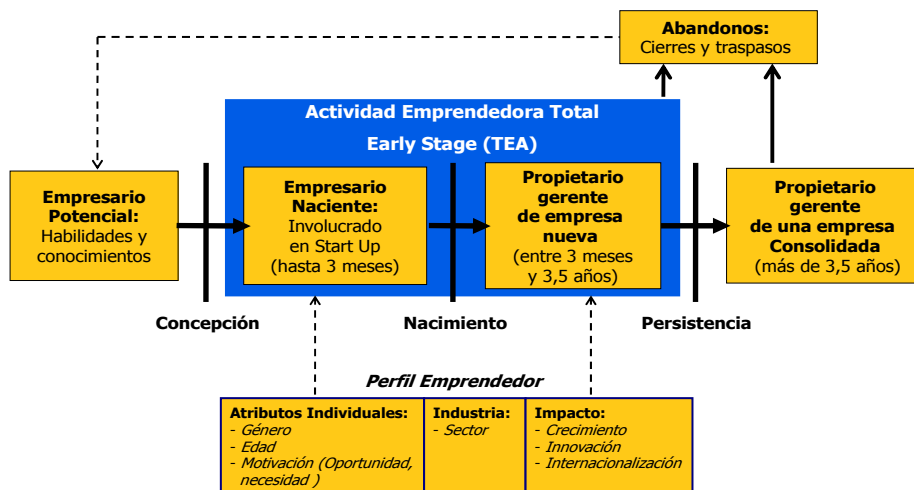 Abandonos:
Cierres y traspasos
Actividad Emprendedora Total
Early Stage (TEA)
Empresario
Potencial:
Habilidades y
conocimientos
Empresario
Naciente:
Involucrado
en Start Up
(hasta 3 meses)
Propietario
gerente
de empresa
nueva
(entre 3 meses
y 3,5 años)
Propietario
gerente
de una empresa
Consolidada
(más de 3,5 años)
Concepción
Nacimiento
Persistencia
Perfil Emprendedor
Atributos Individuales:
- Género
- Edad
- Motivación (Oportunidad,
necesidad )
Industria:
- Sector
Impacto:
- Crecimiento
- Innovación
- Internacionalización